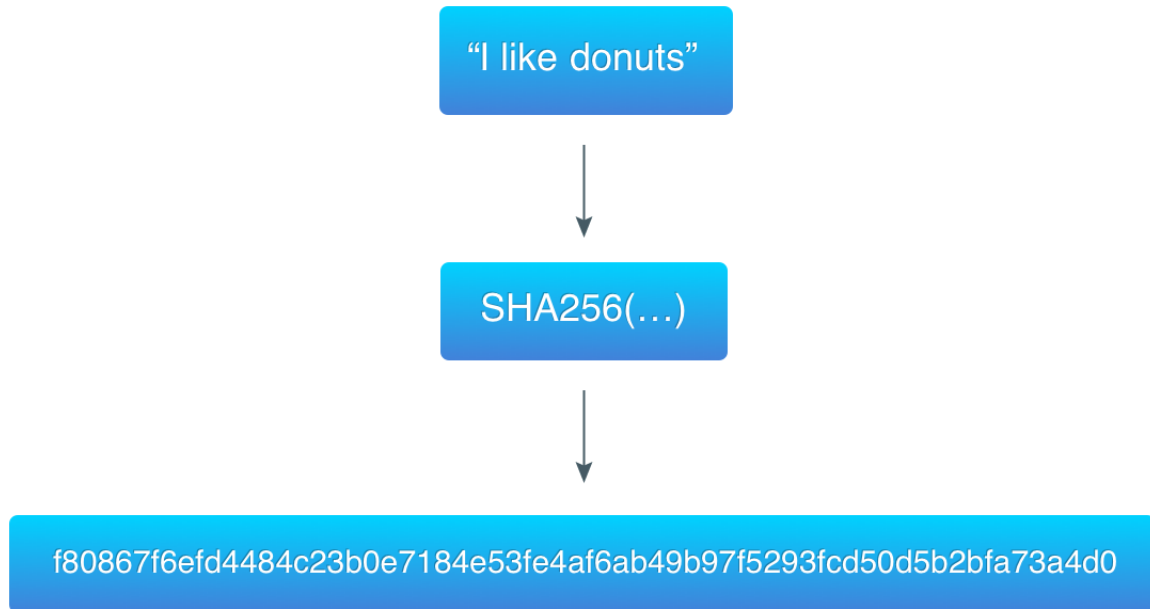 “I like donuts”
SHA256(…)
f80867f6efd4484c23b0e7184e53fe4af6ab49b97f5293fcd50d5b2bfa73a4d0